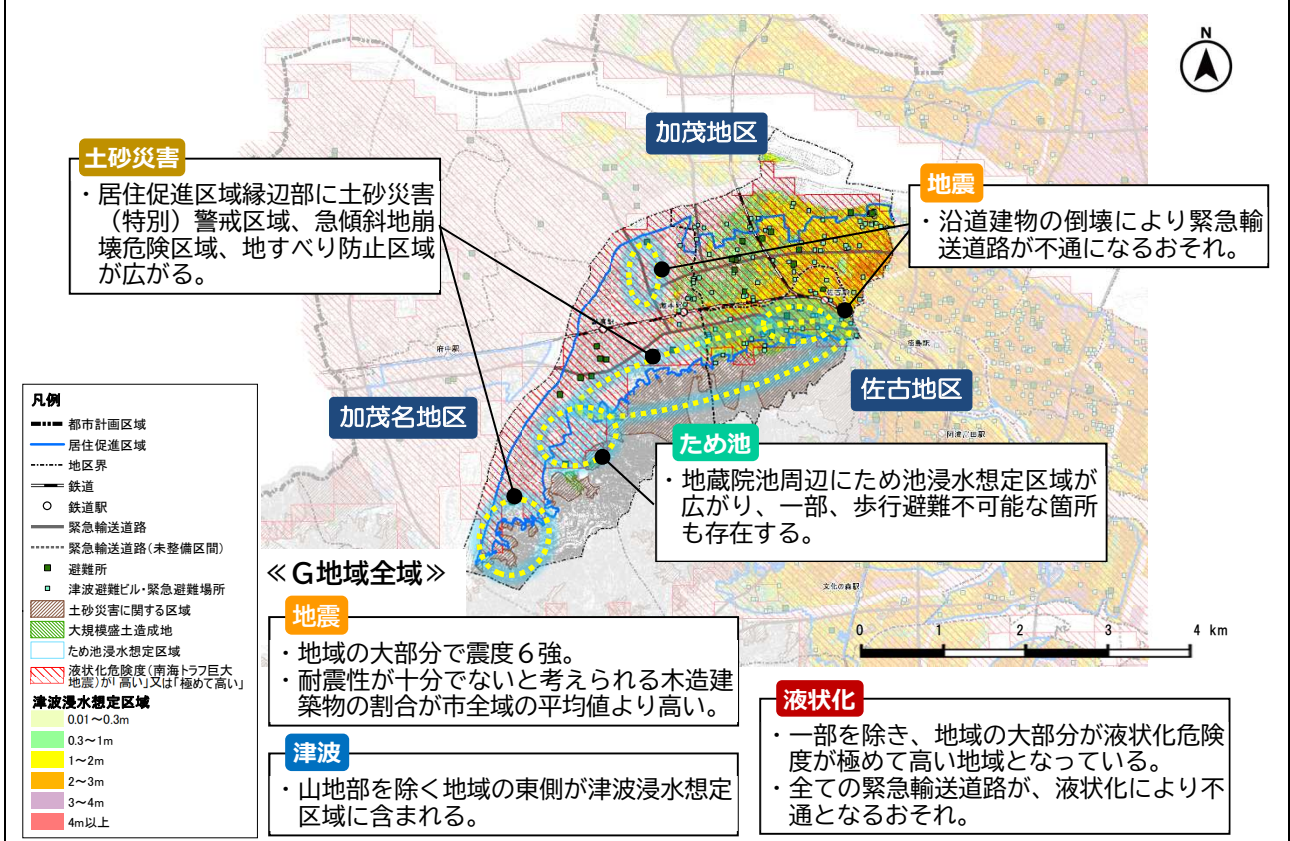 N
加茂地区
土砂災害
・居住促進区域縁辺部に土砂災害
（特別）警戒区域、急傾斜地崩
壊危険区域、地すべり防止区域
が広がる。
地震
・沿道建物の倒壊により緊急輸
送道路が不通になるおそれ。
府中駅
佐古駅
徳島駅
加茂名地区
佐古地区
阿波富田駅
ため池
・地蔵院池周辺にため池浸水想定区域が
広がり、一部、歩行避難不可能な箇所
も存在する。
文化の森駅
凡例
都市計画区域
居住促進区域
地区界
鉄道
鉄道駅
緊急輸送道路
緊急輸送道路（未整備区間）
避難所
津波避難ビル・緊急避難場所
土砂災害に関する区域
大規模盛土造成地
ため池浸水想定区域
液状化危険度（南海トラフ巨大
地震）が「高い」又は「極めて高い」
津波浸水想定区域
0.01～0.3m
0.3～1m
1～2m
2～3m
3～4m
4m以上
≪Ｇ地域全域≫
地震
・地域の大部分で震度６強。
・耐震性が十分でないと考えられる木造建
築物の割合が市全域の平均値より高い。
津波
・山地部を除く地域の東側が津波浸水想定
区域に含まれる。
0 1 2 3 4 km
液状化
・一部を除き、地域の大部分が液状化危険
度が極めて高い地域となっている。
・全ての緊急輸送道路が、液状化により不
通となるおそれ。